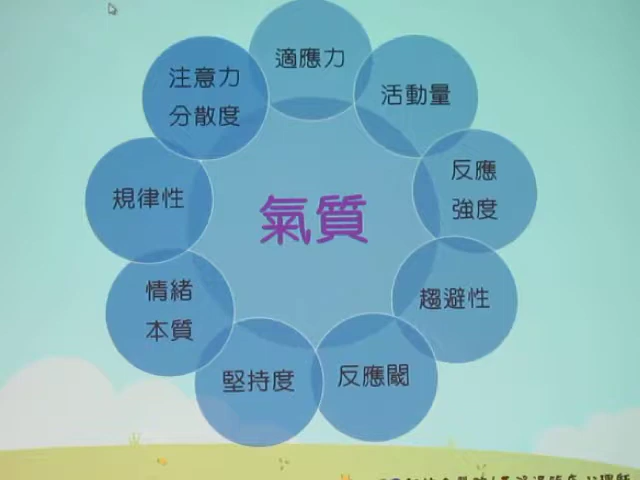 適應力
活動量
反應
強度
趨避性
反應閾
堅持度
情緒
本質
規律性
注意力
分散度
氣質